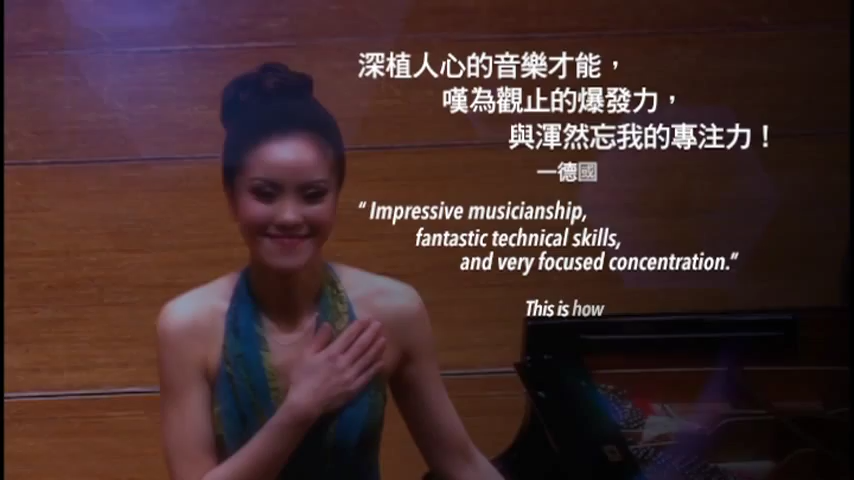 深植人心的音樂才能，
嘆為觀止的爆發力，
與渾然忘我的專注力！
一德國
“ Impressive musicianship,
fantastic technical skills,
and very focused concentration.”
This is how